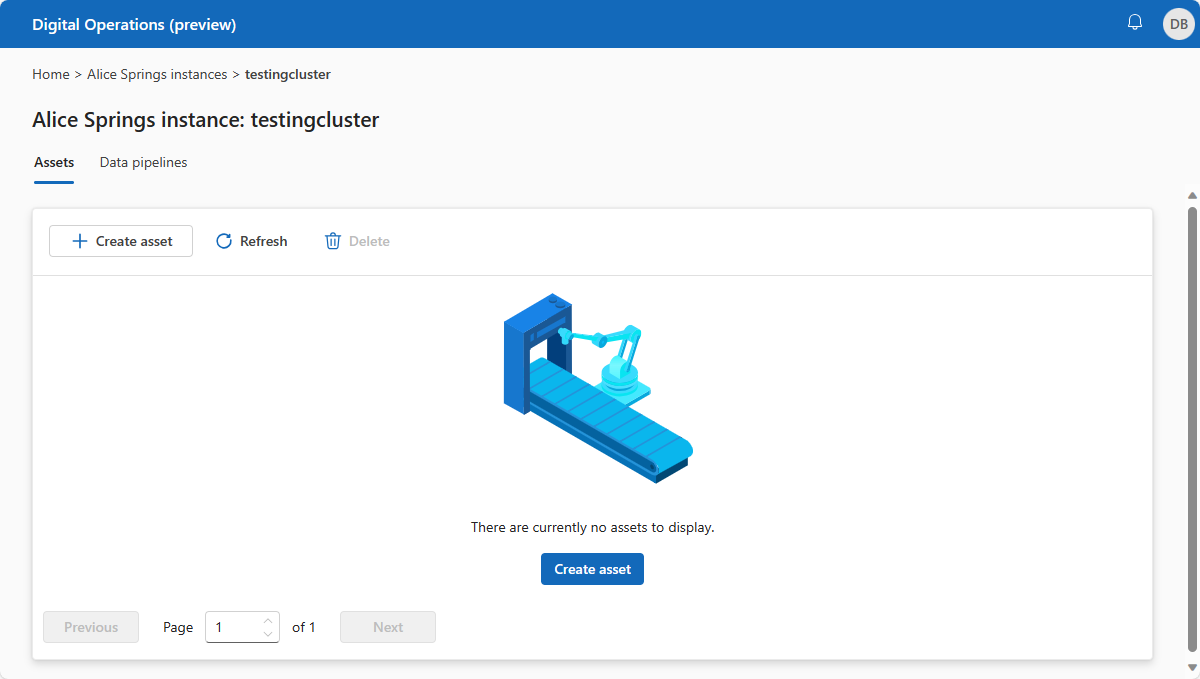 Digital Operations (preview)
DB
Home > Alice Springs instances > testingcluster
Alice Springs instance: testingcluster
Assets Data pipelines
Create asset Refresh Delete
There are currently no assets to display.
Create asset
Previous Page 1 of 1 Next